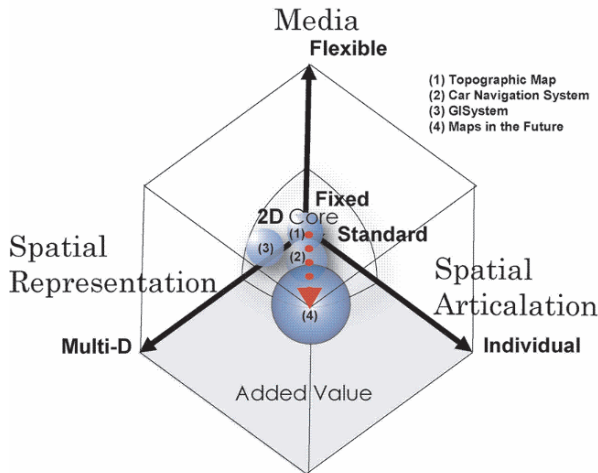 Media
Flexible
(1) Topographic Map
(2) Car Navigation System
(3) GISystem
(4) Maps in the Future
Fixed
2D Core
(1)
Standard
(3)
(2)
Spatial
Representation
Spatial
Articalation
(4)
Multi-D
Individual
Added Value